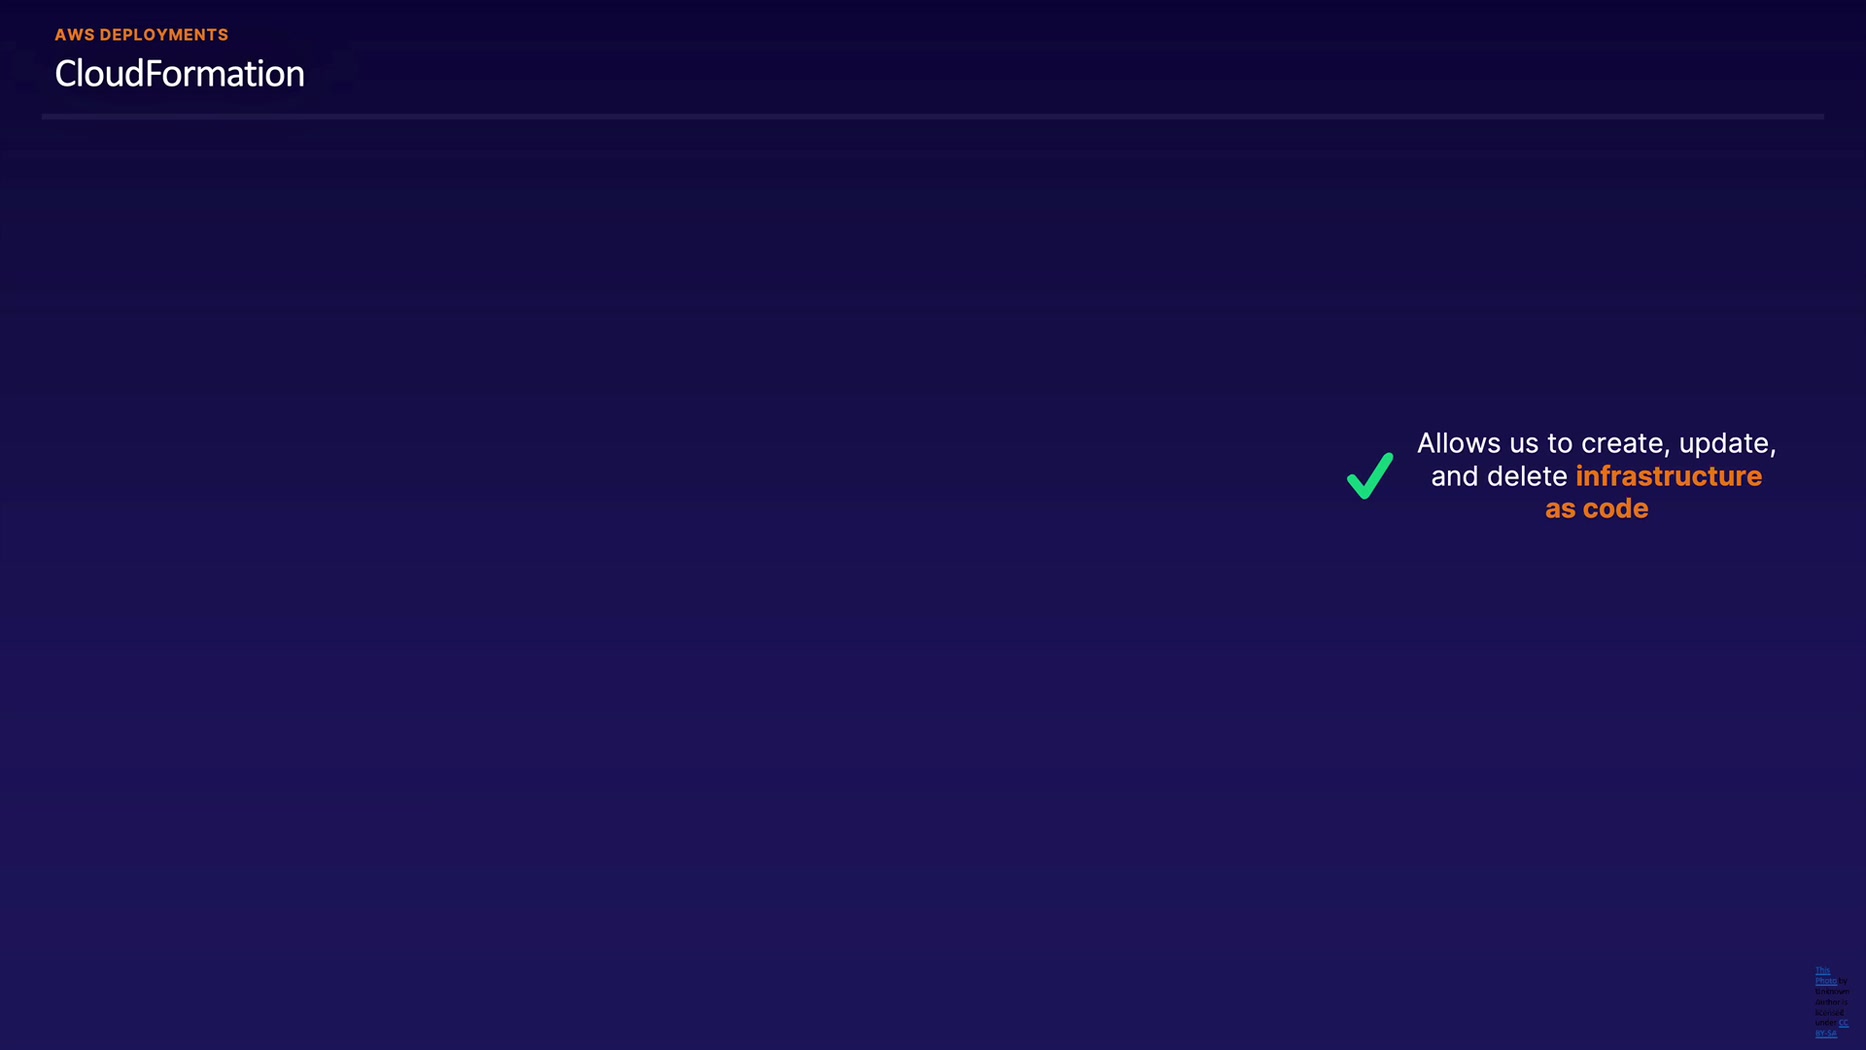 AWS DEPLOYMENTS
CloudFormation
Allows us to create, update,
and delete infrastructure
as code
This
Photo by
Unknown
Author is
licensed
under CC
BY-SA